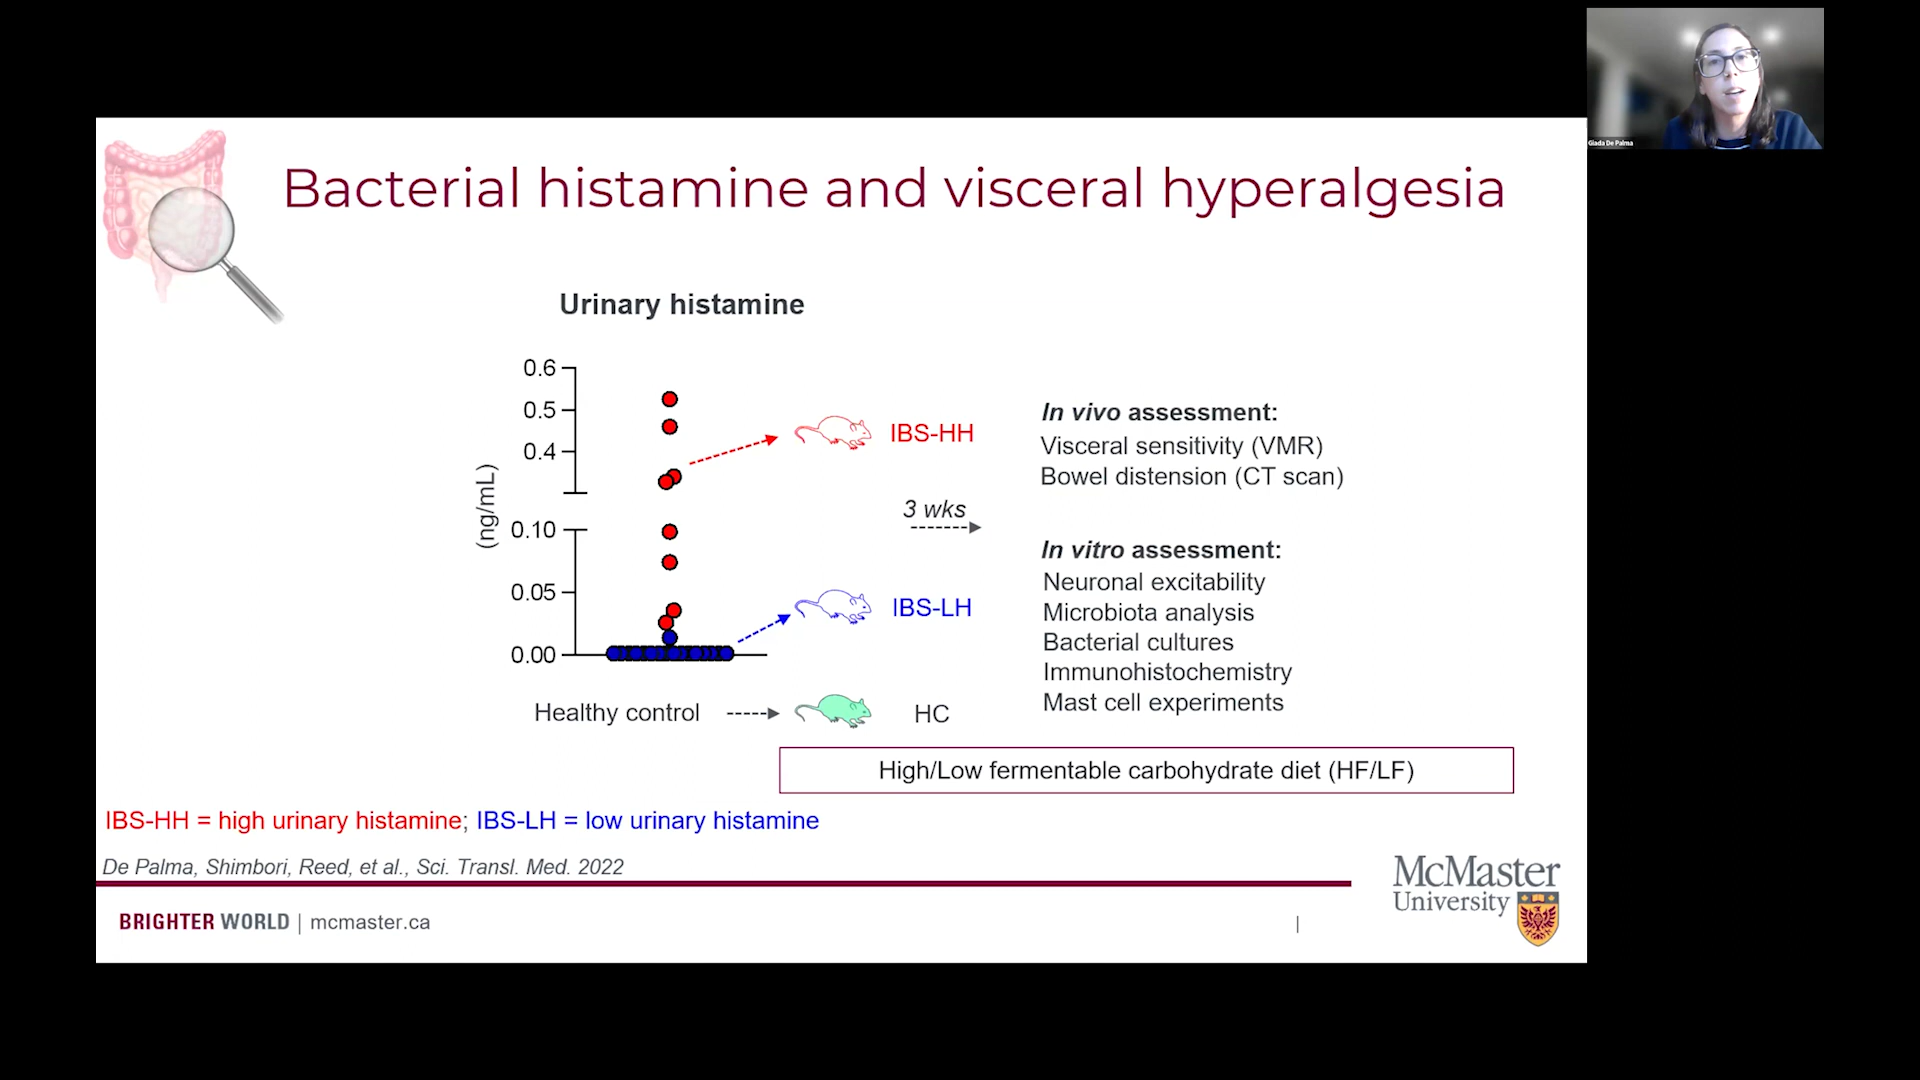 Giada De Palma
Bacterial histamine and visceral hyperalgesia
Urinary histamine
(ng/mL)
0.6
0.5
0.4
0.10
0.05
0.00
IBS-HH
3 wks
IBS-LH
Healthy control
HC
In vivo assessment:
Visceral sensitivity (VMR)
Bowel distension (CT scan)
In vitro assessment:
Neuronal excitability
Microbiota analysis
Bacterial cultures
Immunohistochemistry
Mast cell experiments
High/Low fermentable carbohydrate diet (HF/LF)
IBS-HH = high urinary histamine; IBS-LH = low urinary histamine
De Palma, Shimbori, Reed, et al., Sci. Transl. Med. 2022
BRIGHTER WORLD | mcmaster.ca
|
McMaster
University